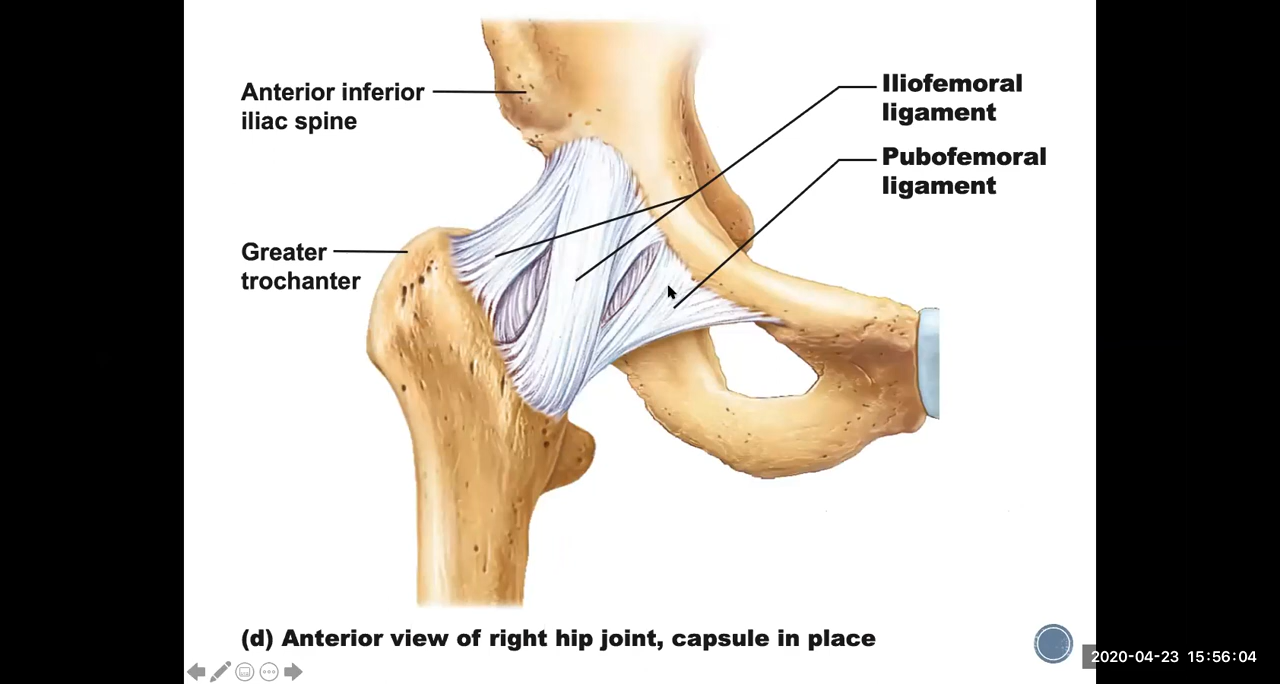 Anterior inferior
iliac spine
Iliofemoral
ligament
Pubofemoral
ligament
Greater
trochanter
(d) Anterior view of right hip joint, capsule in place
2020-04-23 15:56:04